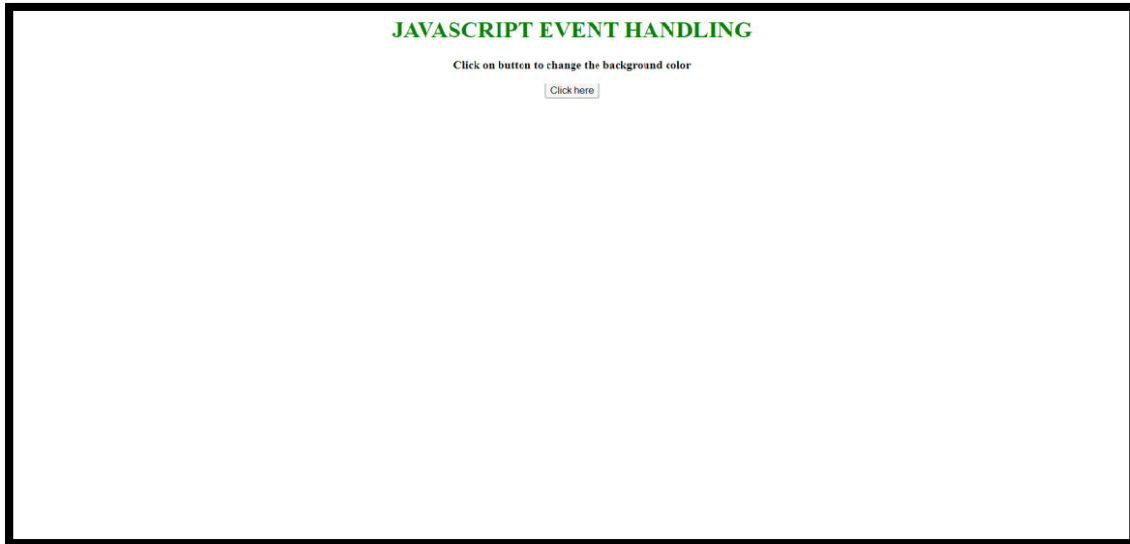 JAVASCRIPT EVENT HANDLING
Click on button to change the background color
Click here